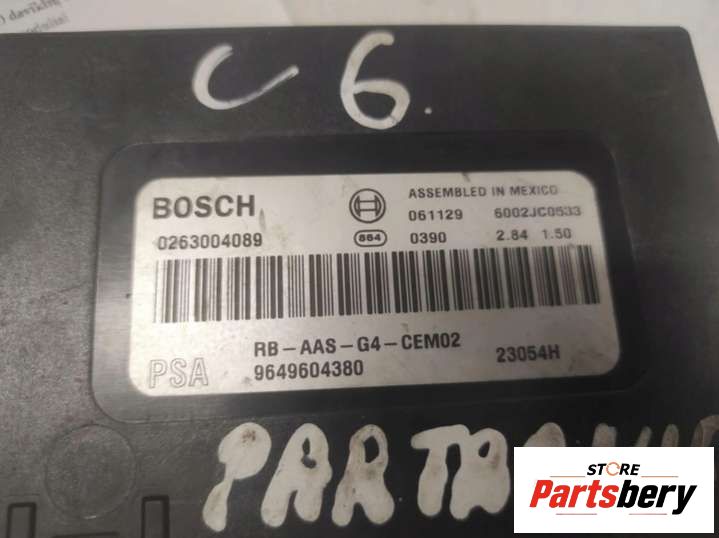 C 6.
BOSCH
ASSEMBLED IN MEXICO
061129 6002JC0533
0263004089
864 0390 2.84 1.50
RB-AAS-G4-CEM02
23054H
PSA 9649604380
STORE
Partsbery